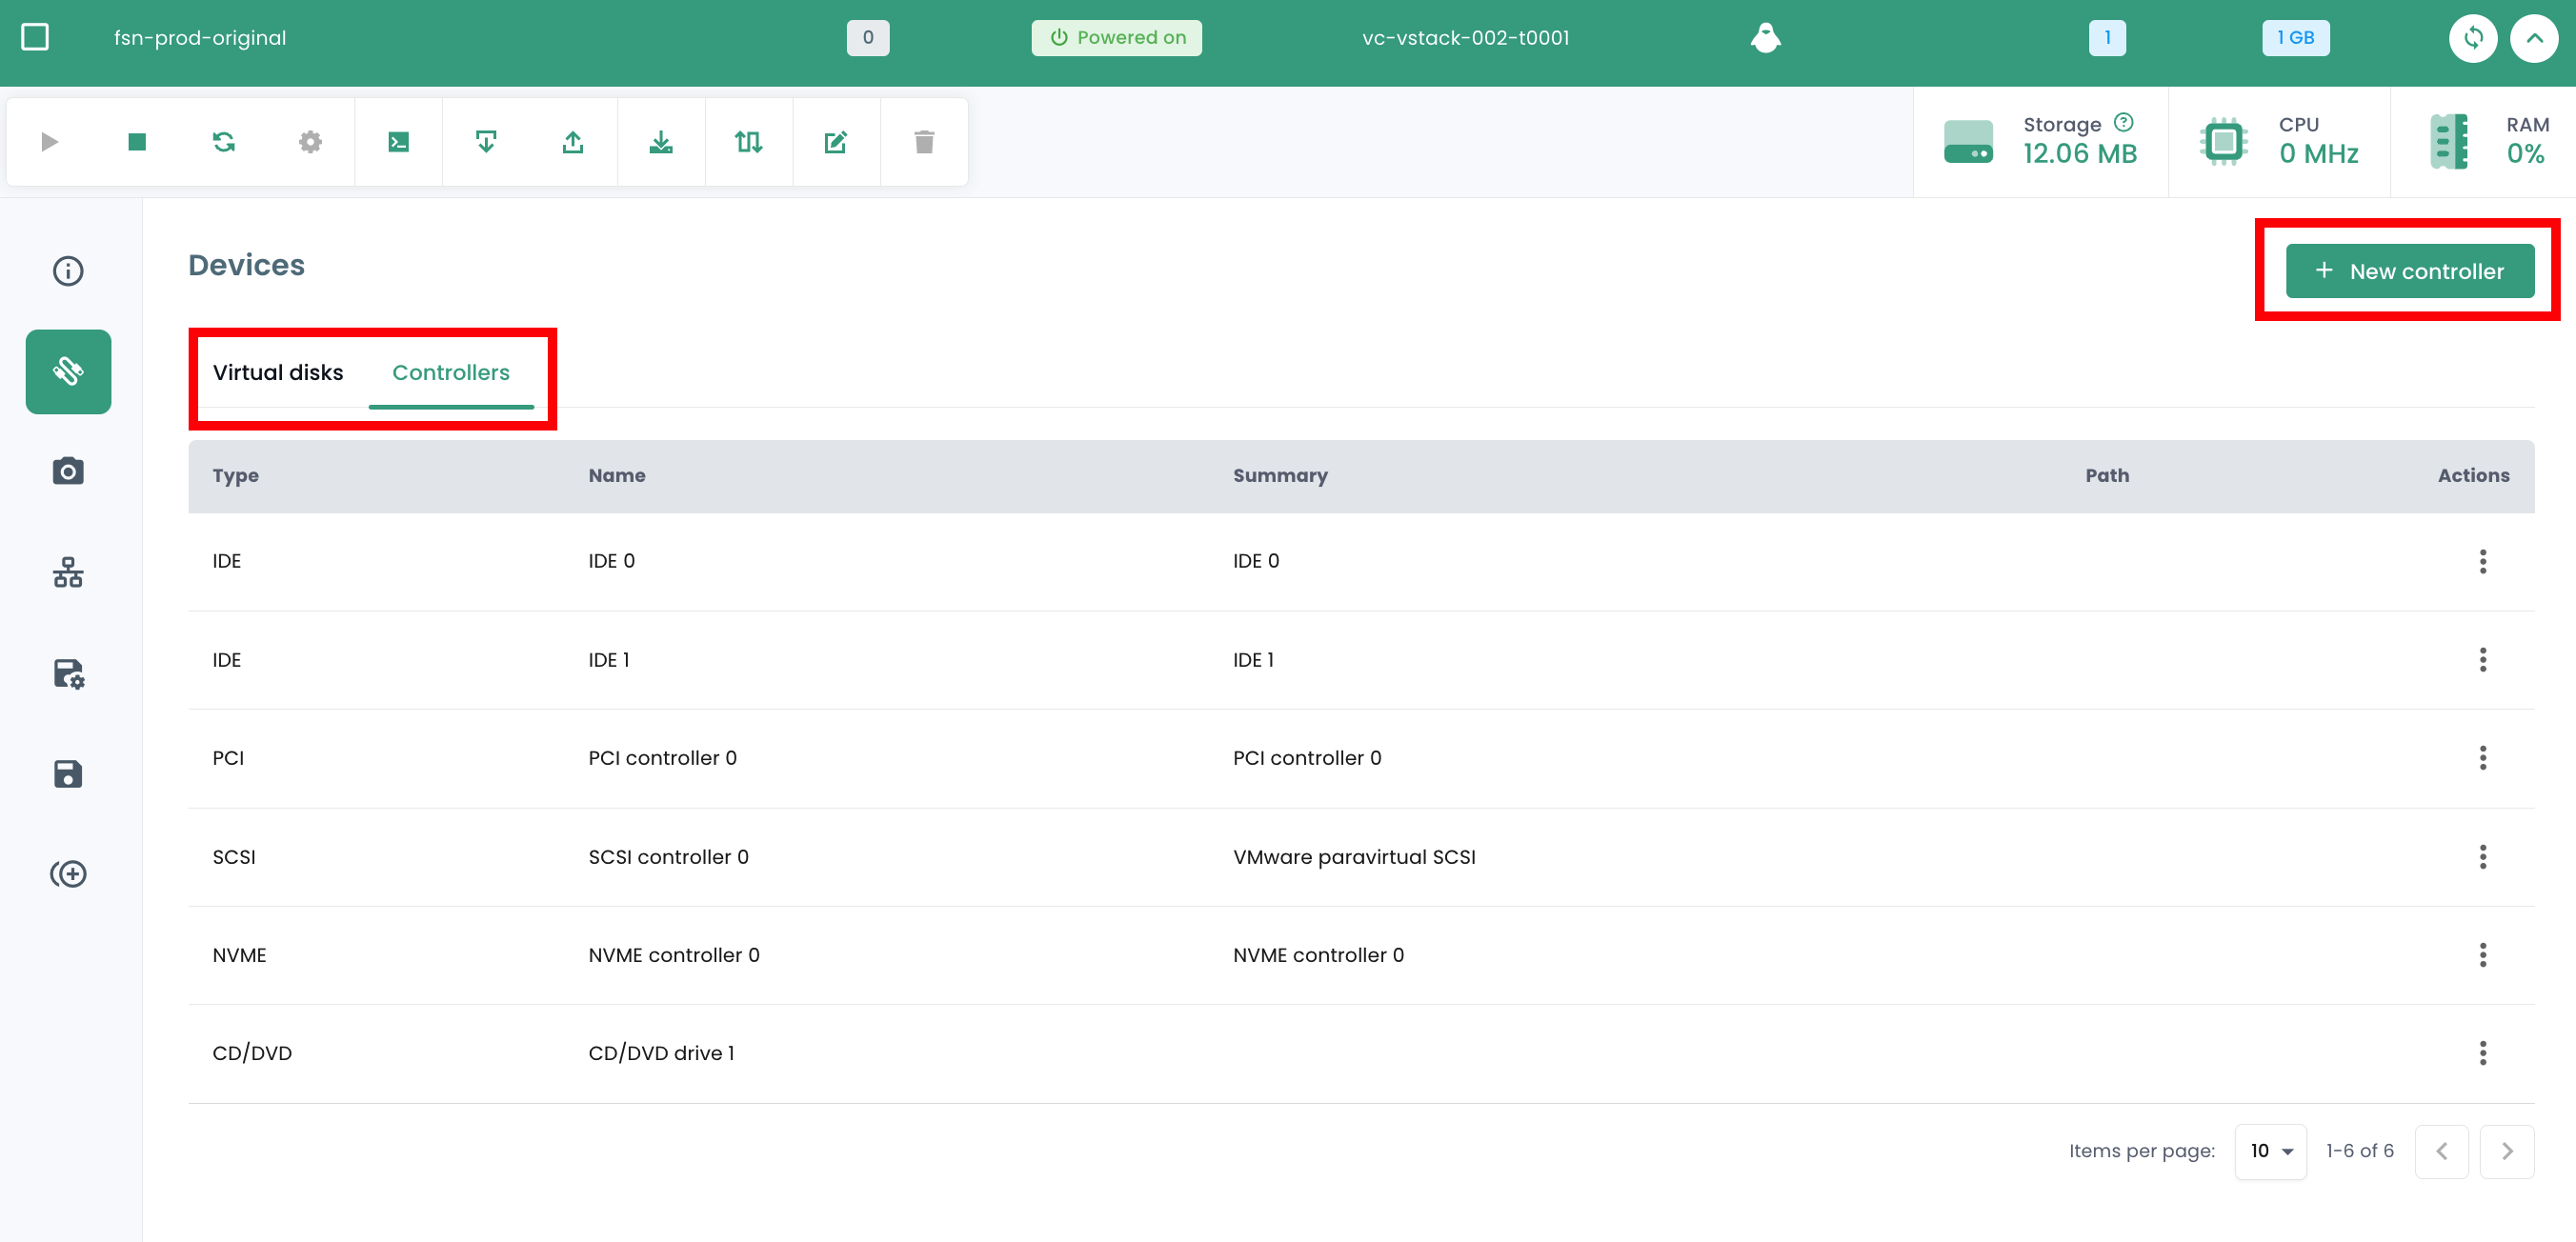 fsn-prod-original 0 Powered on vc-vstack-002-t0001 1 1 GB
Storage CPU RAM
12.06 MB 0 MHz 0%
Devices
+ New controller
Virtual disks Controllers
Type Name Summary Path Actions
IDE IDE 0 IDE 0
IDE IDE 1 IDE 1
PCI PCI controller 0 PCI controller 0
SCSI SCSI controller 0 VMware paravirtual SCSI
NVME NVME controller 0 NVME controller 0
CD/DVD CD/DVD drive 1
Items per page: 10 1-6 of 6